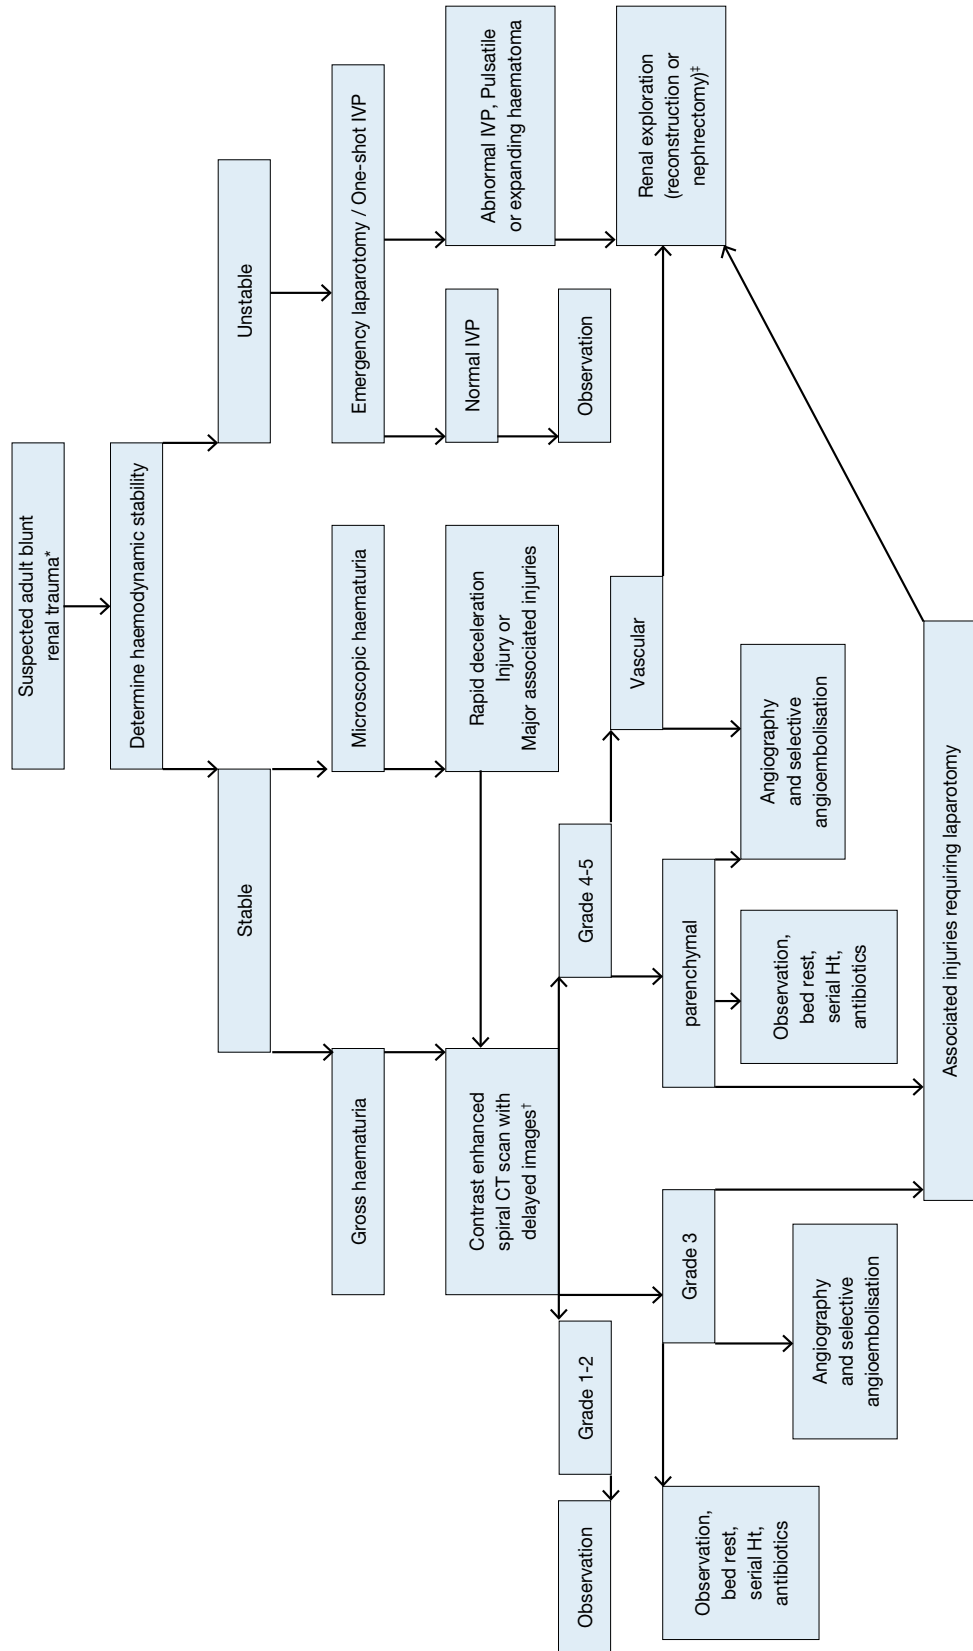 Suspected adult blunt
renal trauma*
Determine haemodynamic stability
Stable
Unstable
Gross haematuria
Microscopic haematuria
Emergency laparotomy / One-shot IVP
Contrast enhanced
spiral CT scan with
delayed images†
Rapid deceleration
Injury or
Major associated injuries
Normal IVP
Abnormal IVP, Pulsatile
or expanding haematoma
Observation
Grade 1-2
Grade 4-5
Observation
Renal exploration
(reconstruction or
nephrectomy)‡
Vascular
Observation,
bed rest,
serial Ht,
antibiotics
Grade 3
parenchymal
Angiography
and selective
angioembolisation
Observation,
bed rest,
serial Ht,
antibiotics
Angiography
and selective
angioembolisation
Associated injuries requiring laparotomy